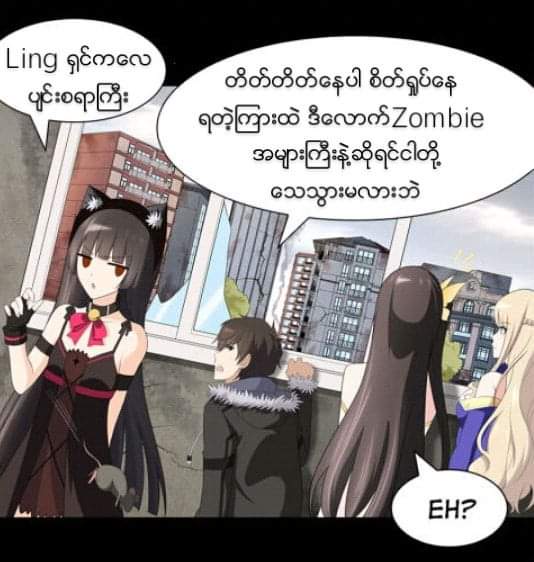 Ling ရှင်ကလေ
ပျင်းစရာကြီး
တိတ်တိတ်နေပါ စိတ်ရှုပ်နေ
ရတဲ့ကြားထဲ ဒီလောက်Zombie
အများကြီးနဲ့ဆိုရင်ငါတို့
သေသွားမလားဘဲ
EH?